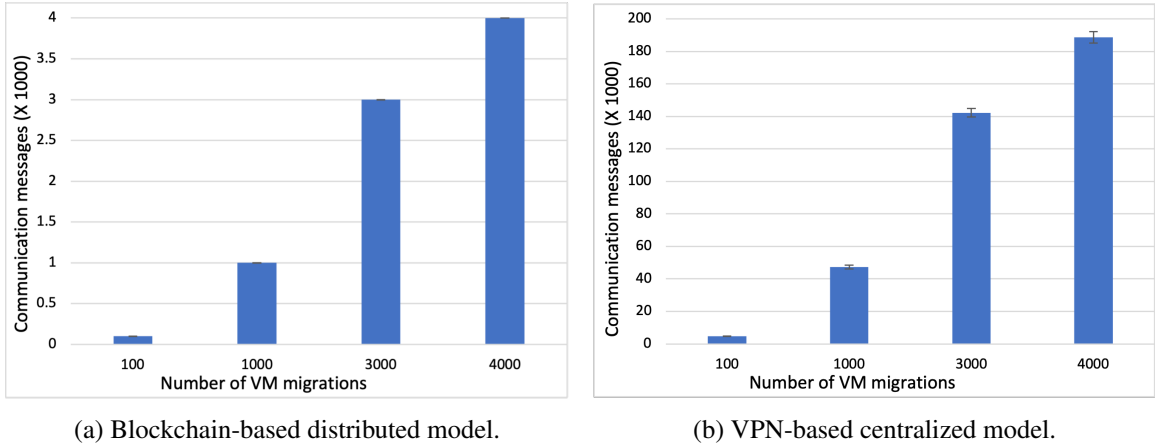 Communication messages (X 1000)
4
3.5
3
2.5
2
1.5
1
0.5
0
100 1000 3000 4000
Number of VM migrations
(a) Blockchain-based distributed model.
Communication messages (X 1000)
200
180
160
140
120
100
80
60
40
20
0
100 1000 3000 4000
Number of VM migrations
(b) VPN-based centralized model.